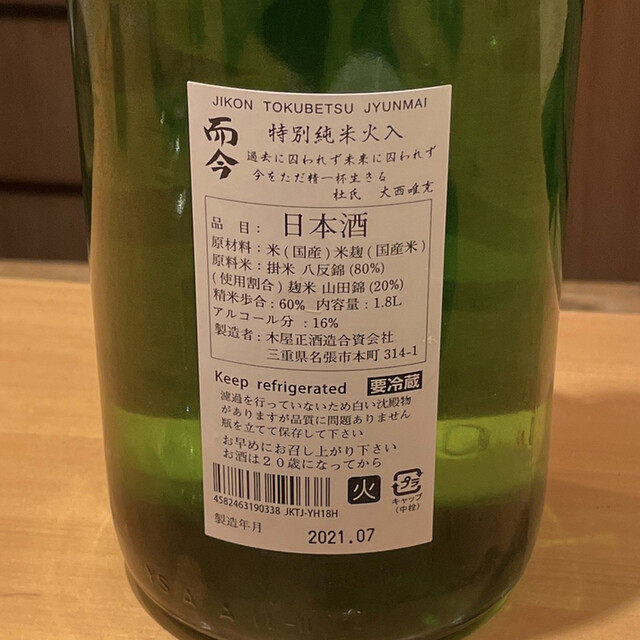 JIKON TOKUBETSU JYUNMAI
而今
特別純米火入
過去に囚われず未来に囚われず
今をただ精一杯生きる
杜氏 大西唯克
品目: 日本酒
原材料:米(国産)米麹(国産米)
原料米:掛米 八反錦(80%)
(使用割合)麹米 山田錦(20%)
精米歩合:60% 内容量:1.8L
アルコール分:16%
製造者:木屋正酒造合資会社
三重県名張市本町 314-1
Keep refrigerated 要冷蔵
濾過を行っていないため白い沈殿物
がありますが品質に問題ありません
瓶を立てて保存して下さい
お早めにお召し上がり下さい
お酒は20歳になってから
4582463190338 JKTJ-YH18H
火
プラ
キャップ
(中栓)
製造年月
2021.07